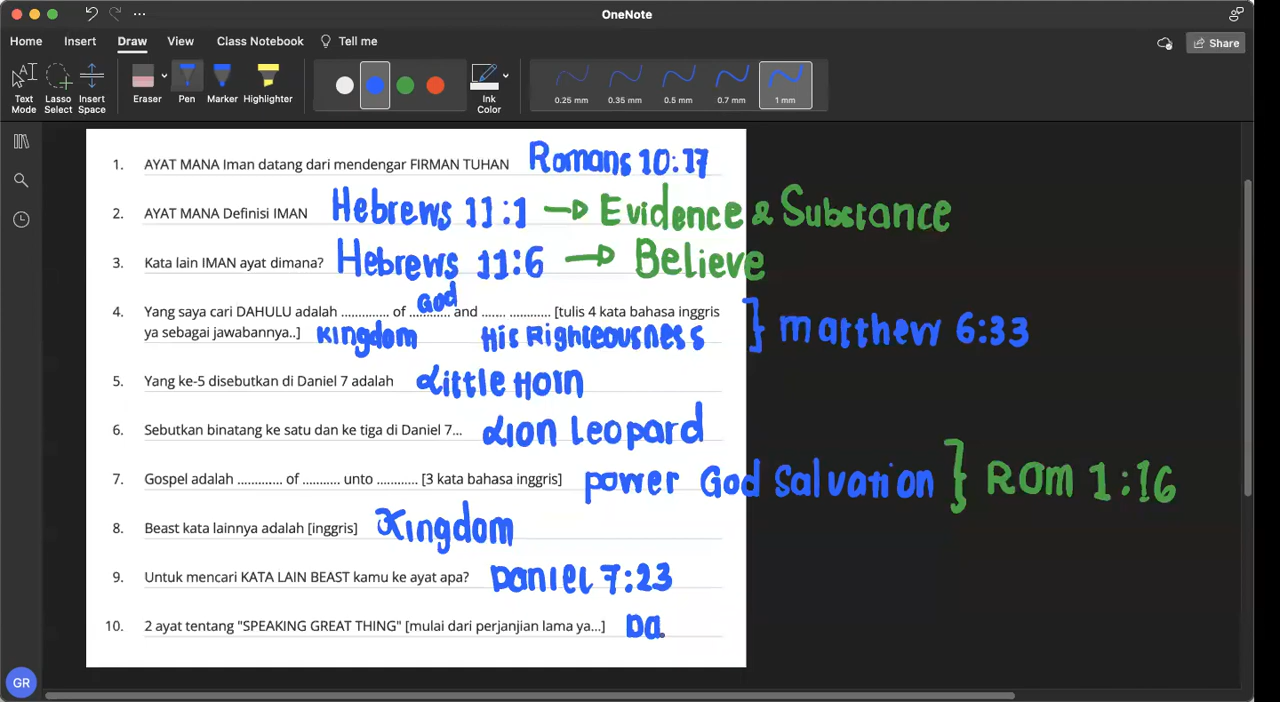 OneNote
Home Insert Draw View Class Notebook Tell me
Share
Text Mode
Lasso Select
Insert Space
Eraser
Pen
Marker
Highlighter
Ink Color
0.25 mm
0.35 mm
0.5 mm
0.7 mm
1 mm
1. AYAT MANA Iman datang dari mendengar FIRMAN TUHAN Romans 10:17
2. AYAT MANA Definisi IMAN Hebrews 11:1 → Evidence & Substance
3. Kata lain IMAN ayat dimana? Hebrews 11:6 → Believe
God
4. Yang saya cari DAHULU adalah ............. of ........... and ...... ............ [tulis 4 kata bahasa inggris
ya sebagai jawabannya..] Kingdom His Righteousness } matthew 6:33
5. Yang ke-5 disebutkan di Daniel 7 adalah Little Horn
6. Sebutkan binatang ke satu dan ke tiga di Daniel 7... Lion Leopard
7. Gospel adalah ............ of .......... unto ........... [3 kata bahasa inggris] power God Salvation } Rom 1:16
8. Beast kata lainnya adalah [inggris] Kingdom
9. Untuk mencari KATA LAIN BEAST kamu ke ayat apa? Daniel 7:23
10. 2 ayat tentang "SPEAKING GREAT THING" [mulai dari perjanjian lama ya...] Da
GR